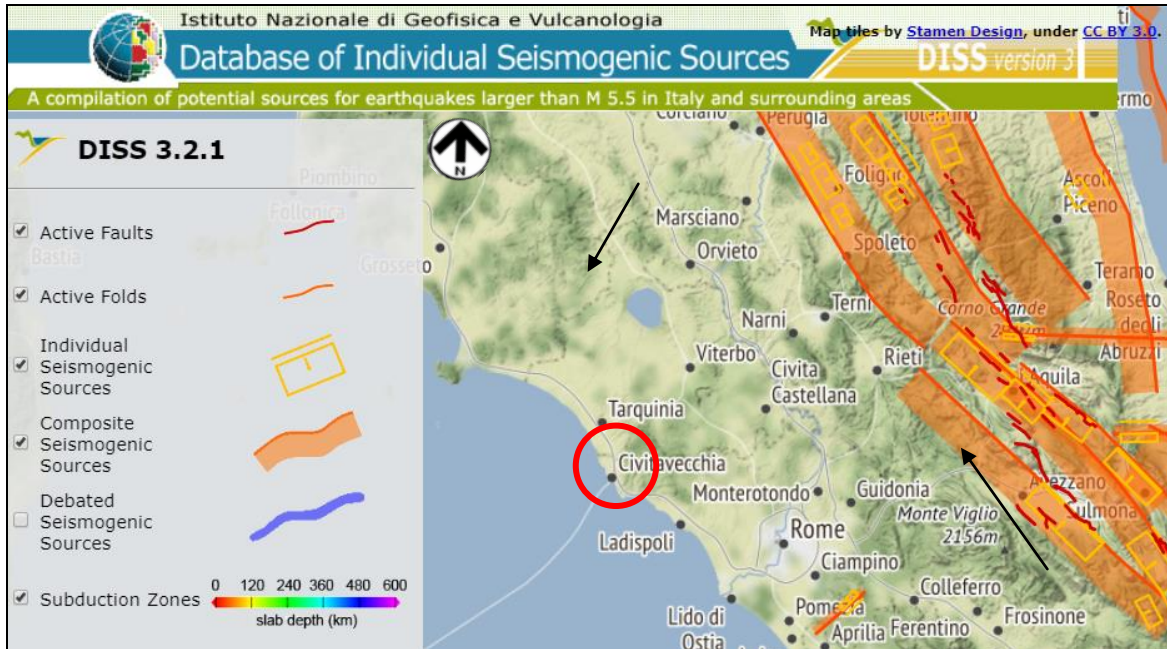 Istituto Nazionale di Geofisica e Vulcanologia
Map tiles by Stamen Design, under CC BY 3.0.
Database of Individual Seismogenic Sources
DISS version 3
A compilation of potential sources for earthquakes larger than M 5.5 in Italy and surrounding areas
DISS 3.2.1
Active Faults
Active Folds
Individual
Seismogenic
Sources
Composite
Seismogenic
Sources
Debated
Seismogenic
Sources
Subduction Zones
0 120 240 360 480 600
slab depth (km)
N
Piombino
Follonica
Bastia
Grosseto
Corciano
Perugia
Tolentino
Foligno
Ascoli
Piceno
Marsciano
Orvieto
Spoleto
Teramo
Roseto
degli
Abruzzi
Corno Grande
Terni
Narni
Rieti
L'Aquila
Viterbo
Civita
Castellana
Tarquinia
Civitavecchia
Monterotondo
Guidonia
Avezzano
Sulmona
Monte Viglio
2156m
Rome
Ladispoli
Ciampino
Colleferro
Lido di
Ostia
Pomezia
Aprilia
Ferentino
Frosinone